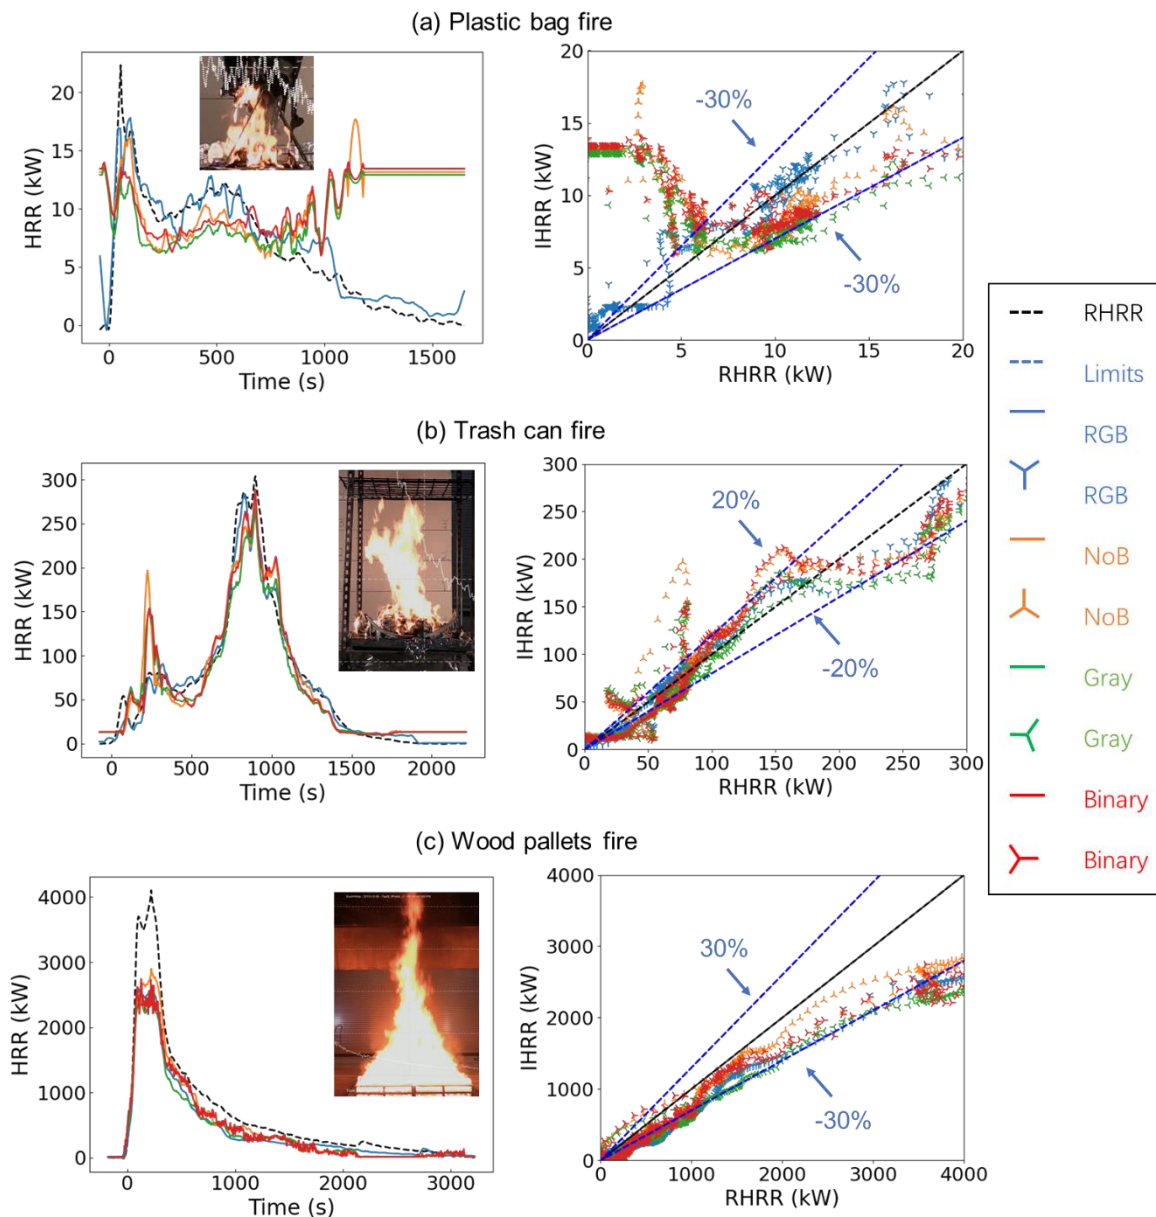 (a) Plastic bag fire
HRR (kW)
20
15
10
5
0
0 500 1000 1500
Time (s)
IHRR (kW)
20
15
10
5
0
-30%
-30%
0 5 10 15 20
RHRR (kW)
(b) Trash can fire
HRR (kW)
300
250
200
150
100
50
0
0 500 1000 1500 2000
Time (s)
IHRR (kW)
300
250
200
150
100
50
0
20%
-20%
0 50 100 150 200 250 300
RHRR (kW)
(c) Wood pallets fire
HRR (kW)
4000
3000
2000
1000
0
0 1000 2000 3000
Time (s)
IHRR (kW)
4000
3000
2000
1000
0
30%
-30%
0 1000 2000 3000 4000
RHRR (kW)
RHRR
Limits
RGB
RGB
NoB
NoB
Gray
Gray
Binary
Binary